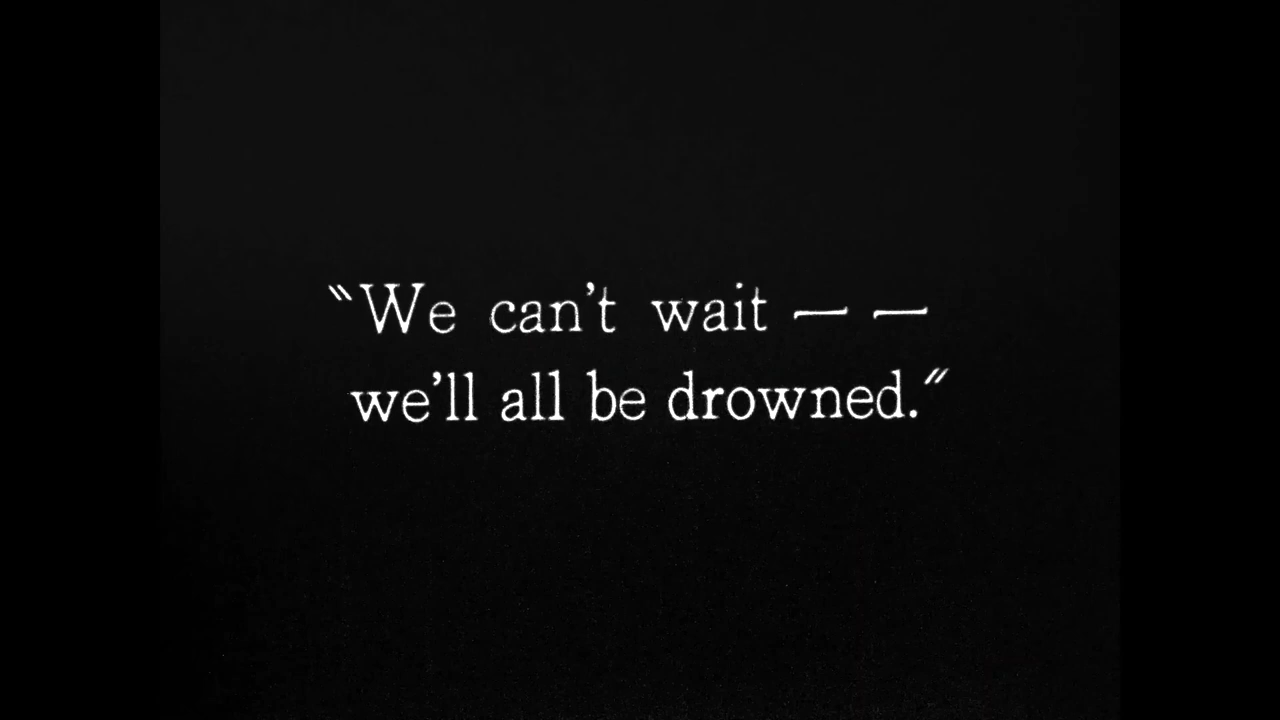 "We can't wait — —
we'll all be drowned."